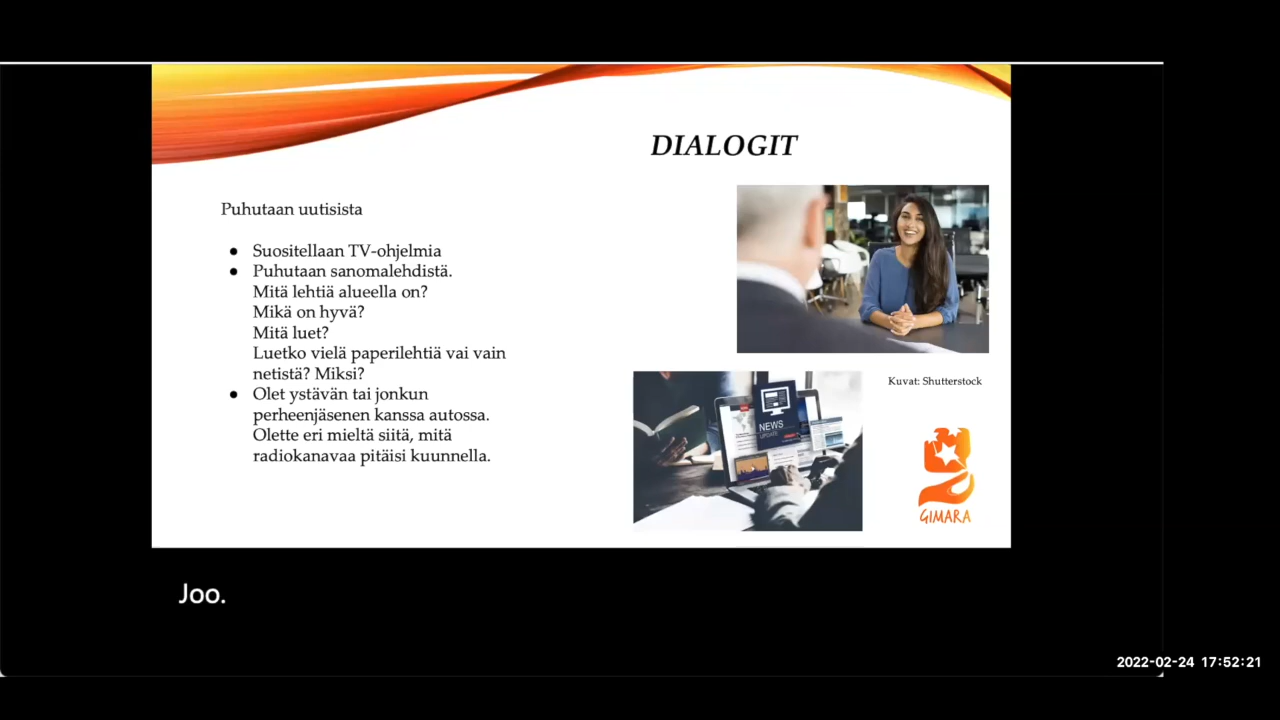 DIALOGIT
Puhutaan uutisista
● Suositellaan TV-ohjelmia
● Puhutaan sanomalehdistä.
Mitä lehtiä alueella on?
Mikä on hyvä?
Mitä luet?
Luetko vielä paperilehtiä vai vain
netistä? Miksi?
● Olet ystävän tai jonkun
perheenjäsenen kanssa autossa.
Olette eri mieltä siitä, mitä
radiokanavaa pitäisi kuunnella.
Kuvat: Shutterstock
NEWS
UPDATE
GIMARA
Joo.
2022-02-24 17:52:21